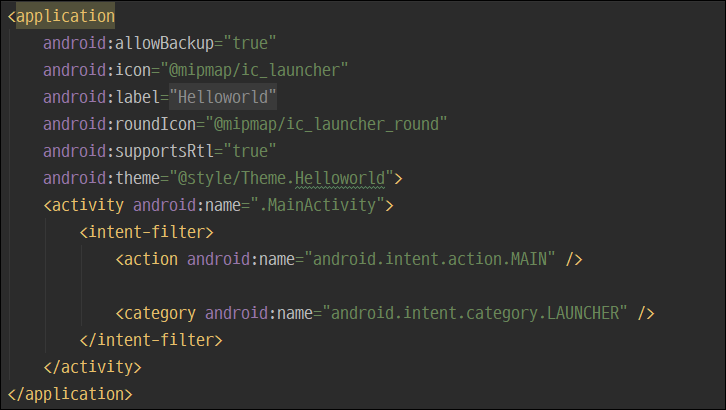 <application
android:allowBackup="true"
android:icon="@mipmap/ic_launcher"
android:label="Helloworld"
android:roundIcon="@mipmap/ic_launcher_round"
android:supportsRtl="true"
android:theme="@style/Theme.Helloworld">
<activity android:name=".MainActivity">
<intent-filter>
<action android:name="android.intent.action.MAIN" />
<category android:name="android.intent.category.LAUNCHER" />
</intent-filter>
</activity>
</application>